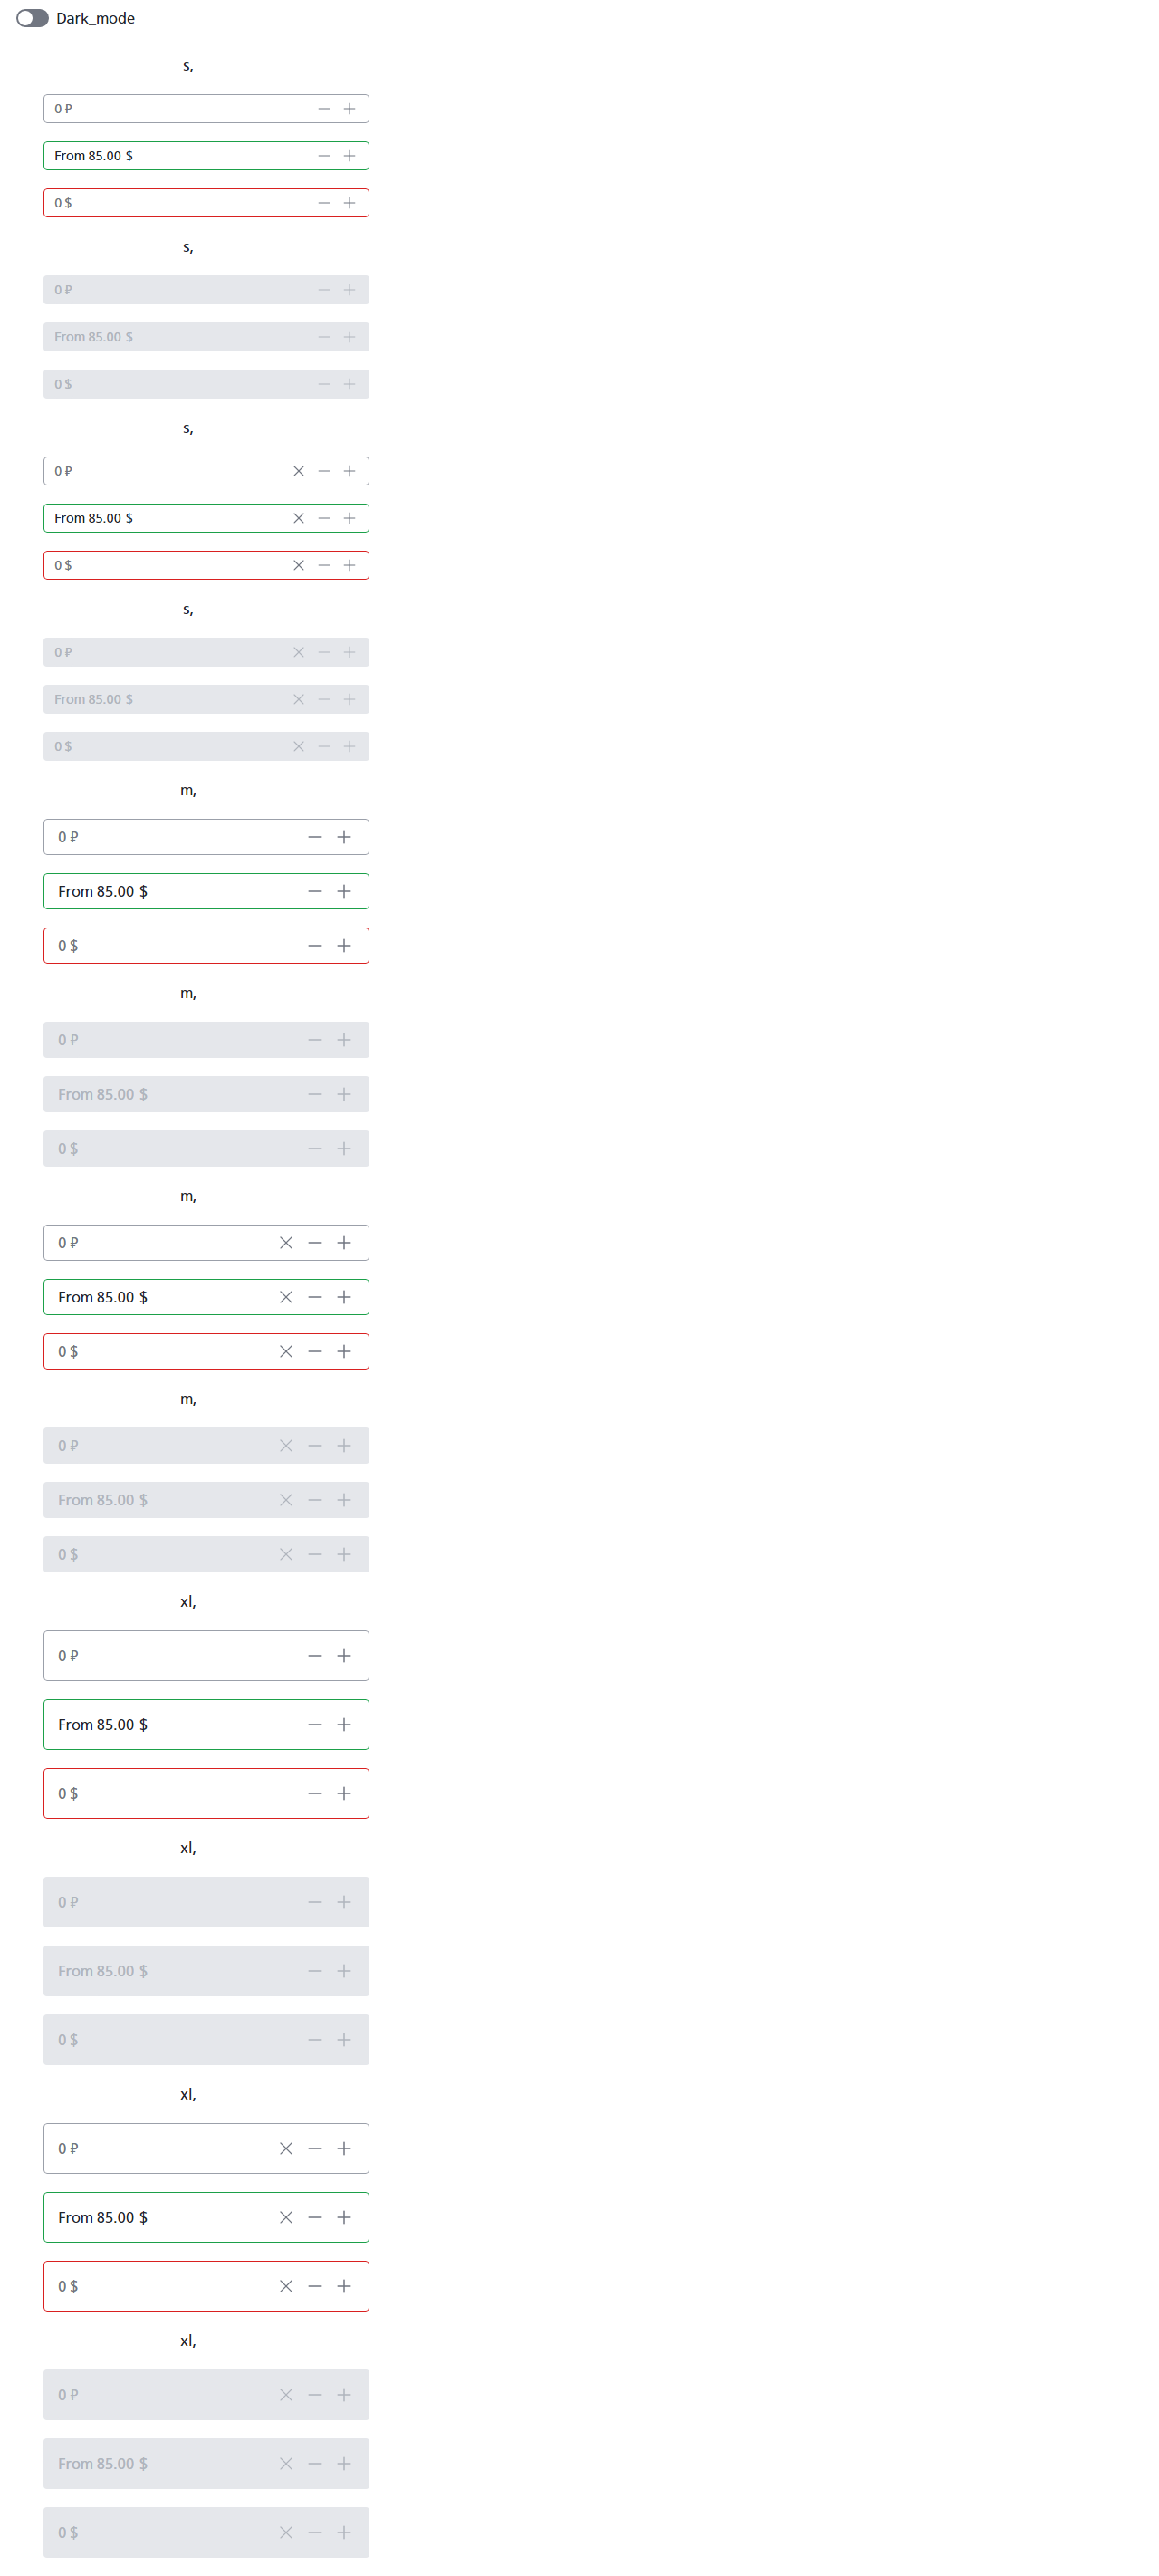 Dark_mode
s,
0 ₽
From 85.00 $
0 $
s,
0 ₽
From 85.00 $
0 $
s,
0 ₽
From 85.00 $
0 $
s,
0 ₽
From 85.00 $
0 $
m,
0 ₽
From 85.00 $
0 $
m,
0 ₽
From 85.00 $
0 $
m,
0 ₽
From 85.00 $
0 $
m,
0 ₽
From 85.00 $
0 $
xl,
0 ₽
From 85.00 $
0 $
xl,
0 ₽
From 85.00 $
0 $
xl,
0 ₽
From 85.00 $
0 $
xl,
0 ₽
From 85.00 $
0 $